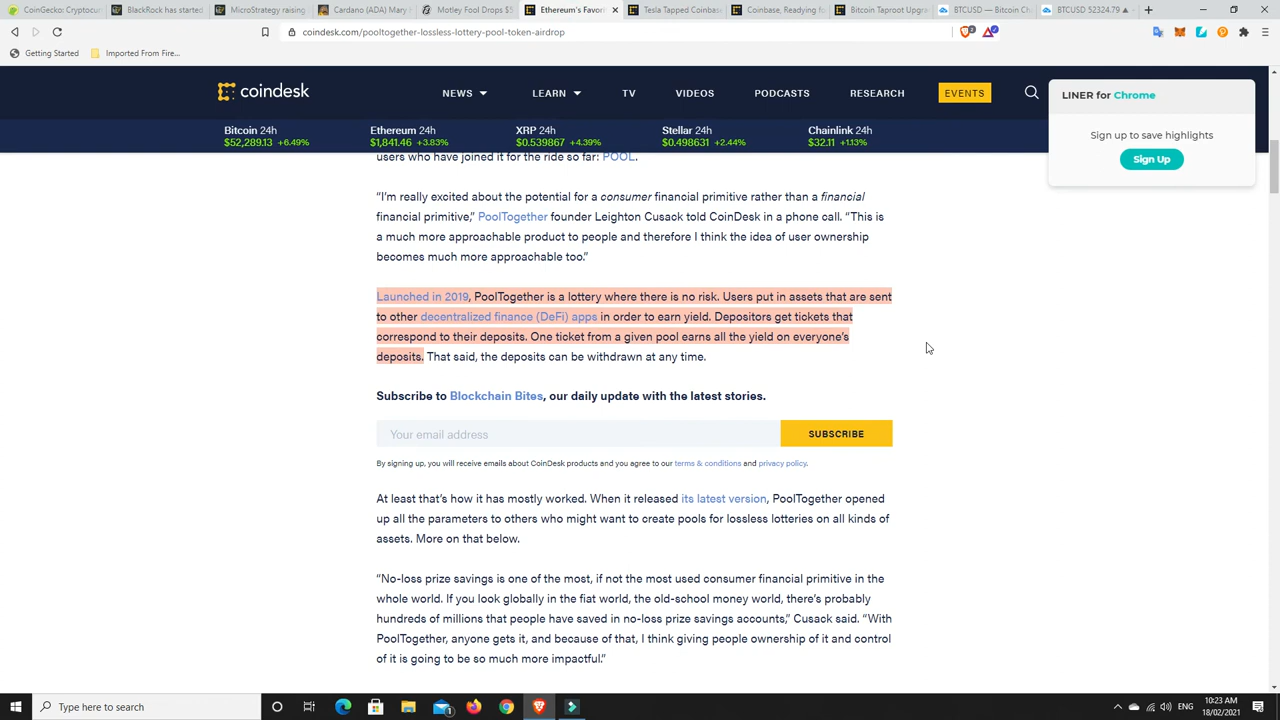 CoinGecko: Cryptocur
BlackRock has started
MicroStrategy raising
Cardano (ADA) Mary
Motley Fool Drops $5
Ethereum's Favori
Tesla Tapped Coinbase
Coinbase, Readying fo
Bitcoin Taproot Upgr
BTCUSD — Bitcoin Cha
BTCUSD 52324.79 ▲
coindesk.com/pooltogether-lossless-lottery-pool-token-airdrop
Getting Started
Imported From Fire...
coindesk
NEWS
LEARN
TV
VIDEOS
PODCASTS
RESEARCH
EVENTS
LINER for Chrome
Sign up to save highlights
Sign Up
Bitcoin 24h
$52,289.13 +6.49%
Ethereum 24h
$1,841.46 +3.83%
XRP 24h
$0.539867 +4.39%
Stellar 24h
$0.498631 +2.44%
Chainlink 24h
$32.11 +1.13%
users who have joined it for the ride so far: POOL.
“I’m really excited about the potential for a consumer financial primitive rather than a financial
financial primitive,” PoolTogether founder Leighton Cusack told CoinDesk in a phone call. “This is
a much more approachable product to people and therefore I think the idea of user ownership
becomes much more approachable too.”
Launched in 2019, PoolTogether is a lottery where there is no risk. Users put in assets that are sent
to other decentralized finance (DeFi) apps in order to earn yield. Depositors get tickets that
correspond to their deposits. One ticket from a given pool earns all the yield on everyone’s
deposits. That said, the deposits can be withdrawn at any time.
Subscribe to Blockchain Bites, our daily update with the latest stories.
Your email address
SUBSCRIBE
By signing up, you will receive emails about CoinDesk products and you agree to our terms & conditions and privacy policy.
At least that’s how it has mostly worked. When it released its latest version, PoolTogether opened
up all the parameters to others who might want to create pools for lossless lotteries on all kinds of
assets. More on that below.
“No-loss prize savings is one of the most, if not the most used consumer financial primitive in the
whole world. If you look globally in the fiat world, the old-school money world, there’s probably
hundreds of millions that people have saved in no-loss prize savings accounts,” Cusack said. “With
PoolTogether, anyone gets it, and because of that, I think giving people ownership of it and control
of it is going to be so much more impactful.”
Type here to search
ENG
10:23 AM
18/02/2021